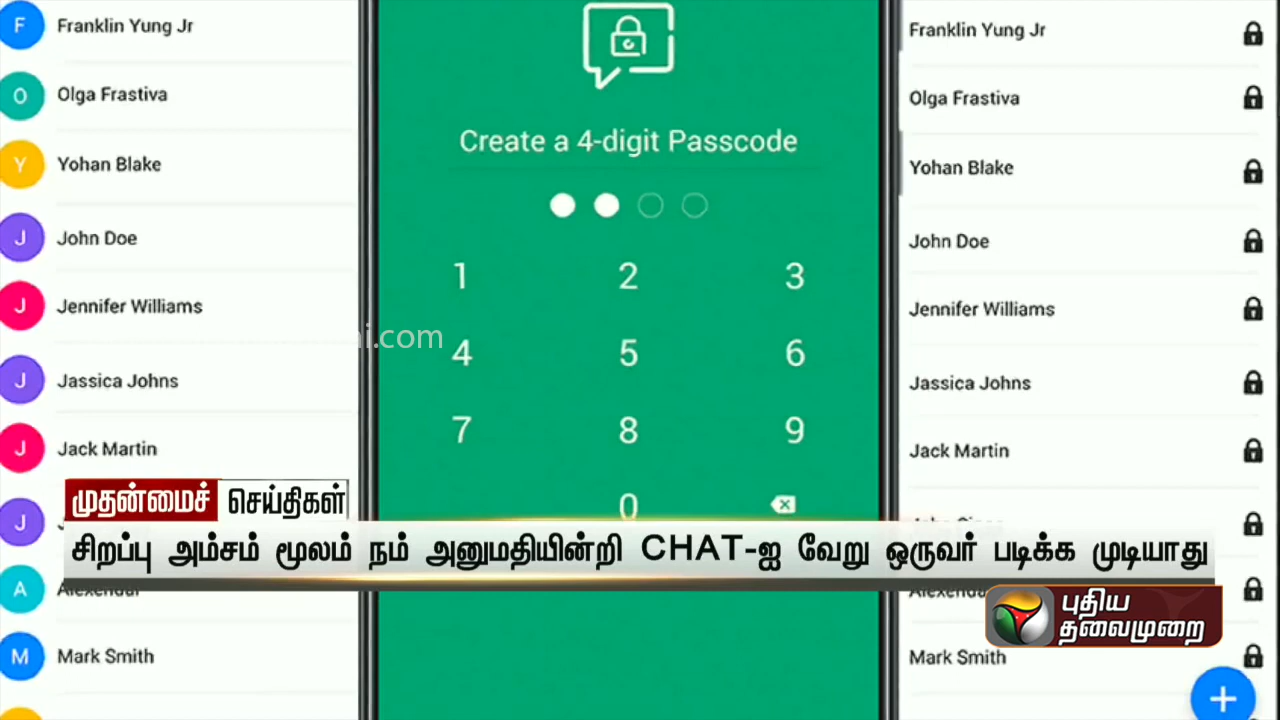 F Franklin Yung Jr
O Olga Frastiva
Y Yohan Blake
J John Doe
J Jennifer Williams
J Jassica Johns
J Jack Martin
J
A Alexendar
M Mark Smith
Create a 4-digit Passcode
1 2 3
4 5 6
7 8 9
0
i.com
Franklin Yung Jr
Olga Frastiva
Yohan Blake
John Doe
Jennifer Williams
Jassica Johns
Jack Martin
Mark Smith
முதன்மைச் செய்திகள்
சிறப்பு அம்சம் மூலம் நம் அனுமதியின்றி CHAT-ஐ வேறு ஒருவர் படிக்க முடியாது
புதிய
தலைமுறை